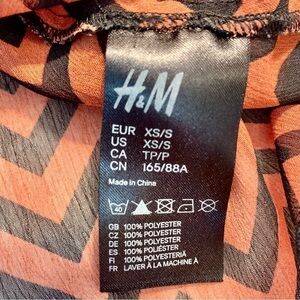 H&M
EUR XS/S
US XS/S
CA TP/P
CN 165/88A
Made in China
40
GB 100% POLYESTER
CZ 100% POLYESTER
DE 100% POLYESTER
ES 100% POLIÉSTER
FI 100% POLYESTERIÄ
FR LAVER À LA MACHINE À